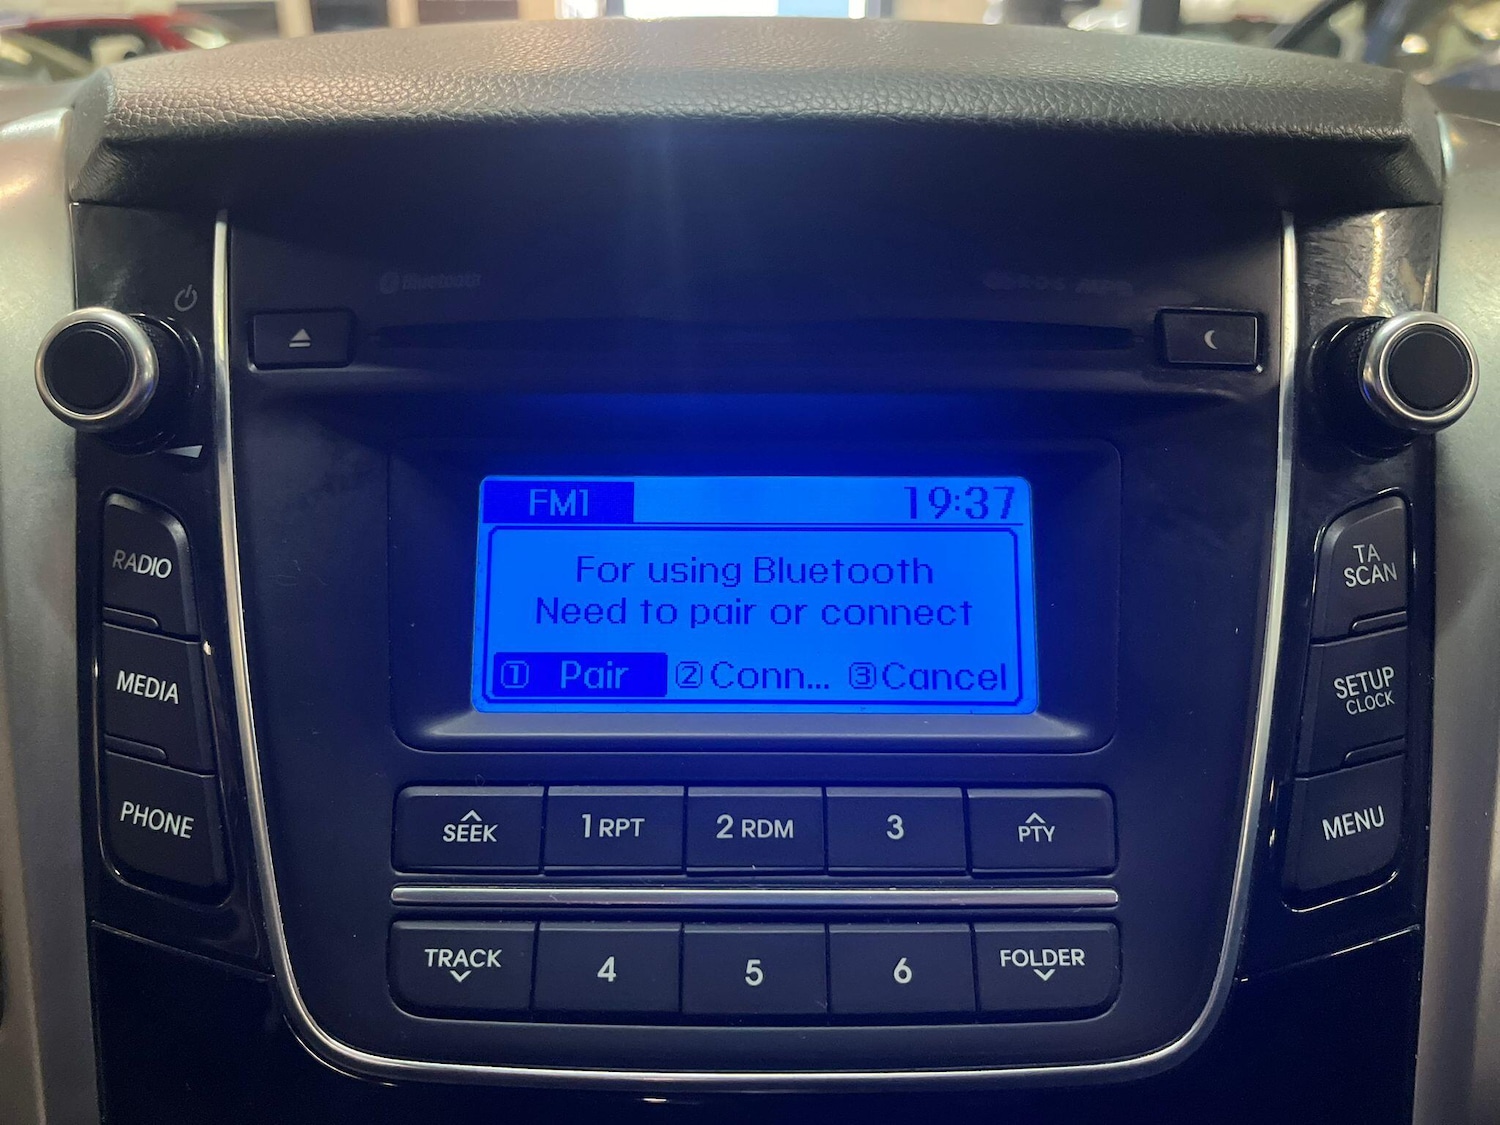 Bluetooth
FM1 19:37
For using Bluetooth
Need to pair or connect
1 Pair 2 Conn... 3 Cancel
RADIO
MEDIA
PHONE
TA
SCAN
SETUP
CLOCK
MENU
SEEK 1 RPT 2 RDM 3 PTY
TRACK 4 5 6 FOLDER